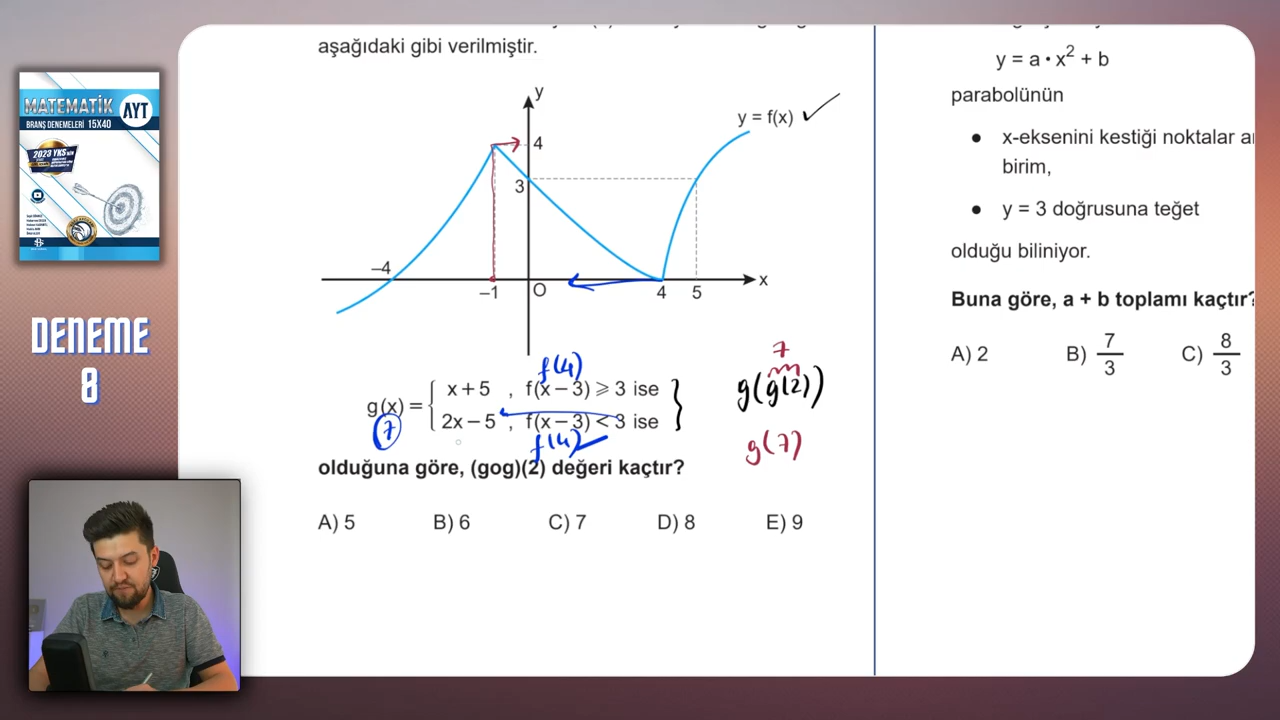 aşağıdaki gibi verilmiştir.
y
y = f(x)
4
3
–4
–1
O
4
5
x
f(4)
g(x) = x + 5 , f(x – 3) ⩾ 3 ise
2x – 5 , f(x – 3) < 3 ise
7
f(4)
7
g(g(2))
g(7)
olduğuna göre, (gog)(2) değeri kaçtır?
A) 5 B) 6 C) 7 D) 8 E) 9
y = a · x² + b
parabolünün
● x-eksenini kestiği noktalar
birim,
● y = 3 doğrusuna teğet
olduğu biliniyor.
Buna göre, a + b toplamı kaçtır?
A) 2 B) 7/3 C) 8/3
MATEMATİK AYT
BRANŞ DENEMELERİ 15X40
DENEME
8